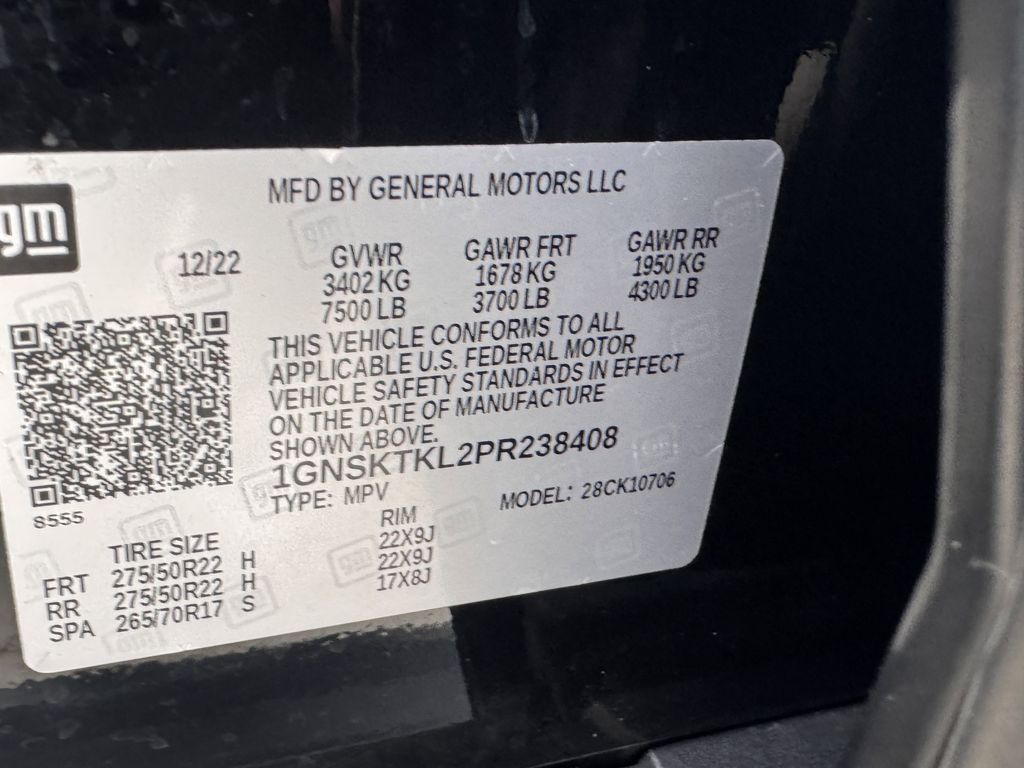 gm
MFD BY GENERAL MOTORS LLC
12/22 GVWR GAWR FRT GAWR RR
3402 KG 1678 KG 1950 KG
7500 LB 3700 LB 4300 LB
THIS VEHICLE CONFORMS TO ALL
APPLICABLE U.S. FEDERAL MOTOR
VEHICLE SAFETY STANDARDS IN EFFECT
ON THE DATE OF MANUFACTURE
SHOWN ABOVE.
1GNSKTKL2PR238408
TYPE: MPV MODEL: 28CK10706
8555
TIRE SIZE RIM
FRT 275/50R22 H 22X9J
RR 275/50R22 H 22X9J
SPA 265/70R17 S 17X8J